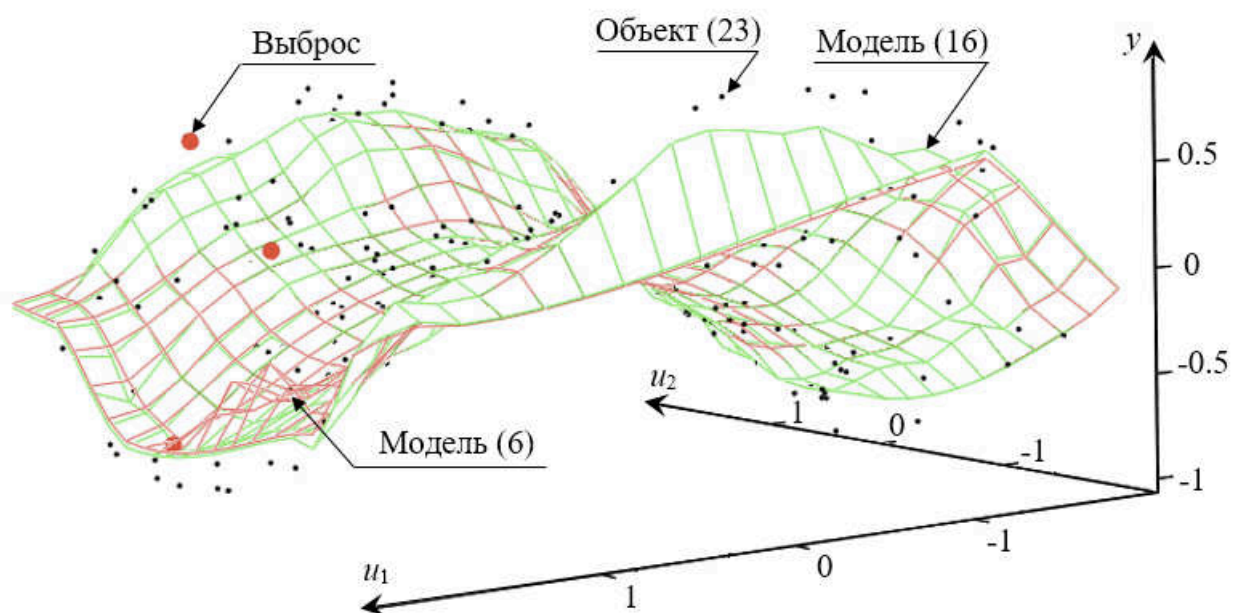 Выброс
Объект (23)
Модель (16)
y
0.5
0
-0.5
-1
u2
1
0
-1
Модель (6)
u1
1
0
-1